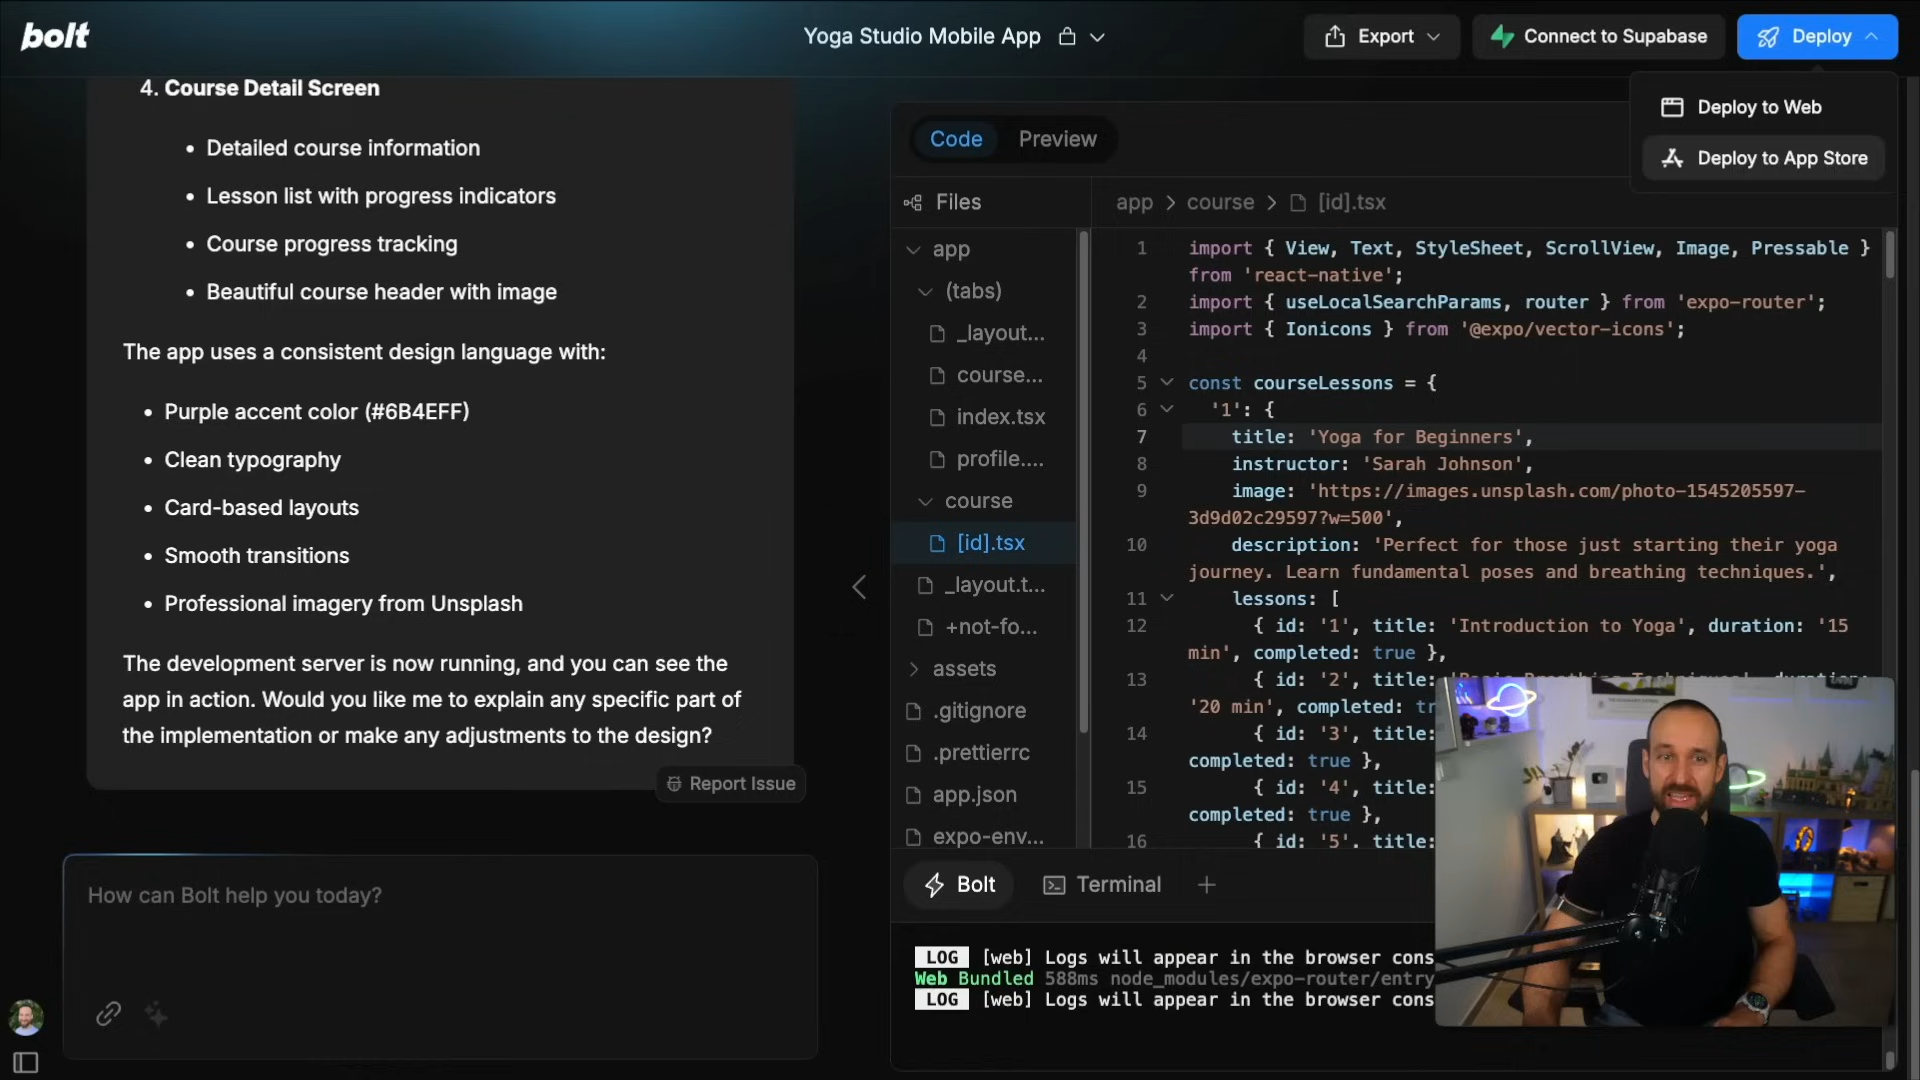 bolt
Yoga Studio Mobile App
Export
Connect to Supabase
Deploy
Deploy to Web
Deploy to App Store
4. Course Detail Screen
• Detailed course information
• Lesson list with progress indicators
• Course progress tracking
• Beautiful course header with image
The app uses a consistent design language with:
• Purple accent color (#6B4EFF)
• Clean typography
• Card-based layouts
• Smooth transitions
• Professional imagery from Unsplash
The development server is now running, and you can see the
app in action. Would you like me to explain any specific part of
the implementation or make any adjustments to the design?
Report Issue
How can Bolt help you today?
Code
Preview
Files
app
(tabs)
_layout...
course...
index.tsx
profile....
course
[id].tsx
_layout.t...
+not-fo...
assets
.gitignore
.prettierrc
app.json
expo-env...
app > course > [id].tsx
1 import { View, Text, StyleSheet, ScrollView, Image, Pressable }
from 'react-native';
2 import { useLocalSearchParams, router } from 'expo-router';
3 import { Ionicons } from '@expo/vector-icons';
4
5 const courseLessons = {
6 '1': {
7 title: 'Yoga for Beginners',
8 instructor: 'Sarah Johnson',
9 image: 'https://images.unsplash.com/photo-1545205597-
3d9d02c29597?w=500',
10 description: 'Perfect for those just starting their yoga
journey. Learn fundamental poses and breathing techniques.',
11 lessons: [
12 { id: '1', title: 'Introduction to Yoga', duration: '15
min', completed: true },
13 { id: '2', title:
'20 min', completed: tr
14 { id: '3', title:
completed: true },
15 { id: '4', title:
completed: true },
16 { id: '5', title:
Bolt
Terminal
LOG [web] Logs will appear in the browser cons
Web Bundled 588ms node_modules/expo-router/entry
LOG [web] Logs will appear in the browser cons